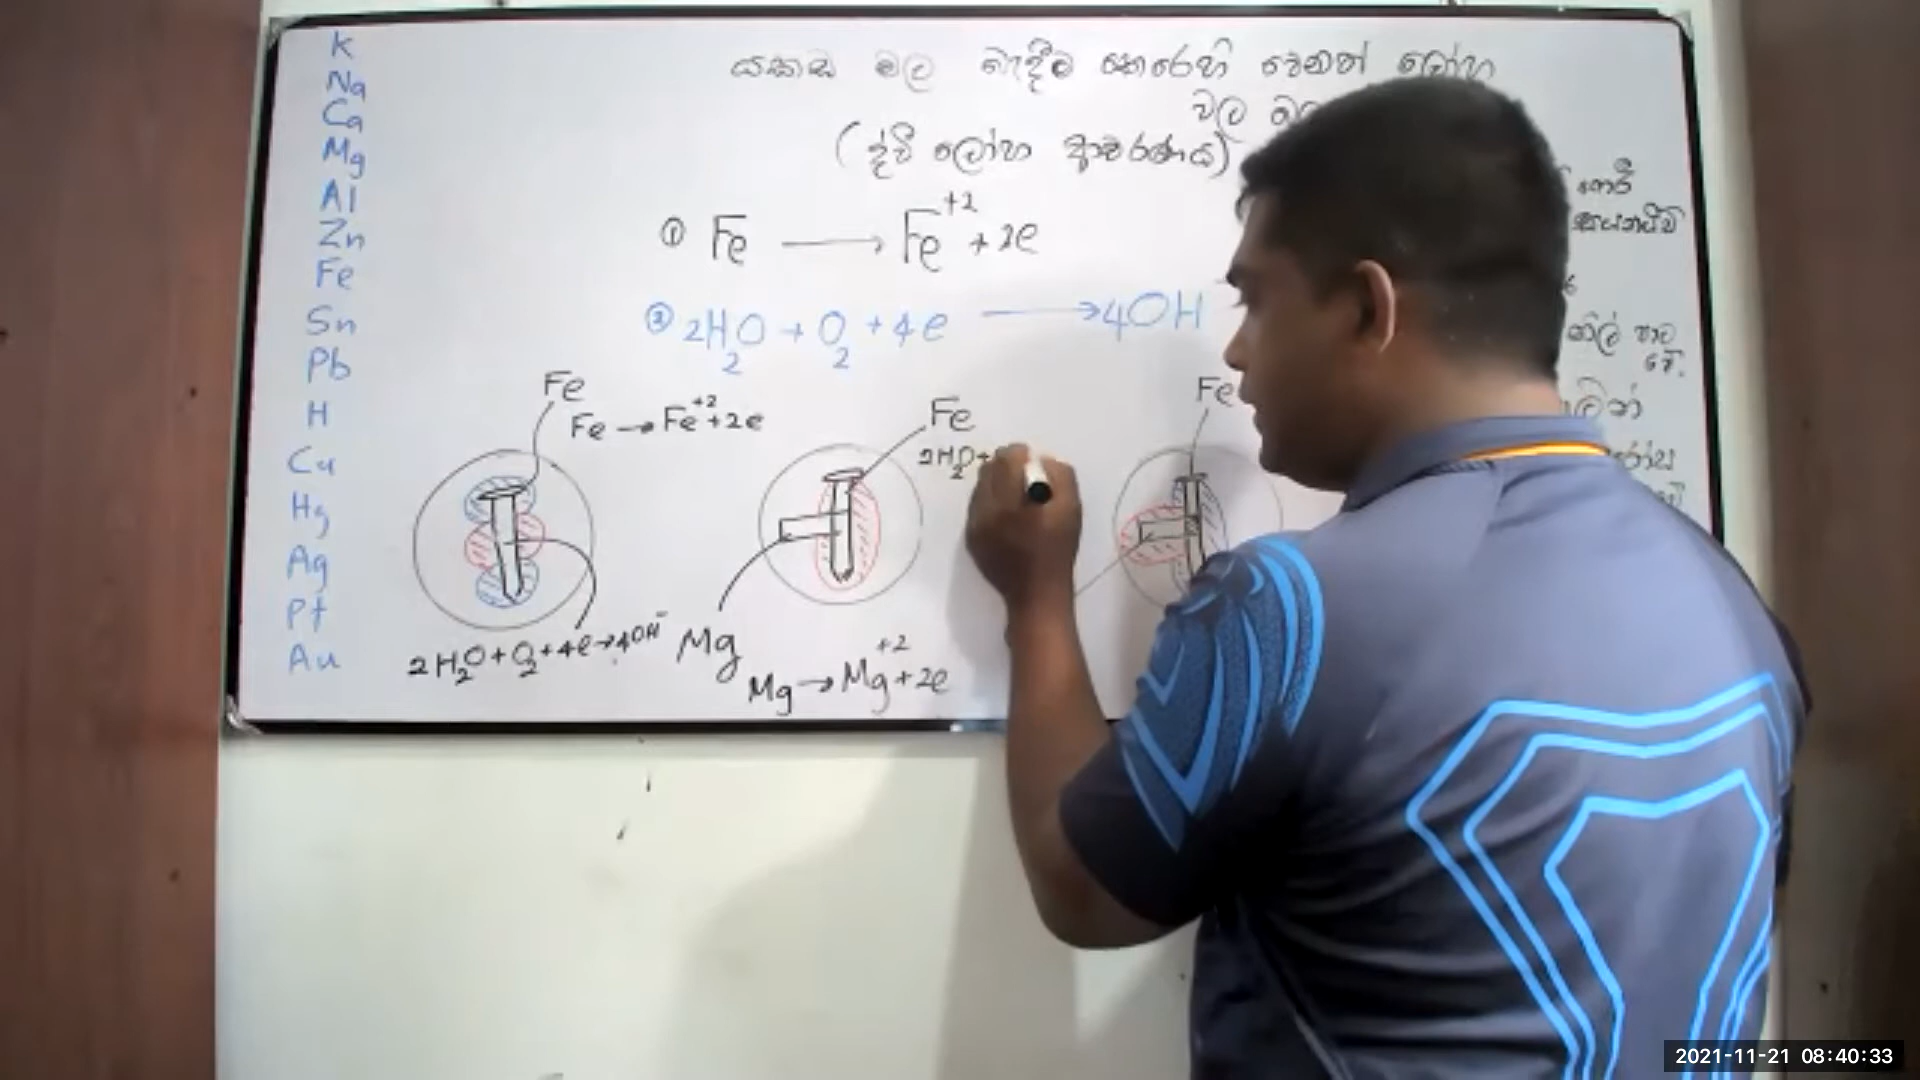 K
Na
Ca
Mg
Al
Zn
Fe
Sn
Pb
H
Cu
Hg
Ag
Pt
Au
යකඩ මල බැඳීම කෙරෙහි වෙනත් ලෝහ
වල
(ද්වි ලෝහ ආවරණය)
① Fe → Fe+2 + 2e
② 2H2O + O2 + 4e → 4OH
Fe
Fe → Fe+2 + 2e
2H2O + O2 + 4e → 4OH-
Fe
2H2O+
Mg
Mg → Mg+2 + 2e
Fe
නිල් පාට
වේ.
රෝස
2021-11-21 08:40:33